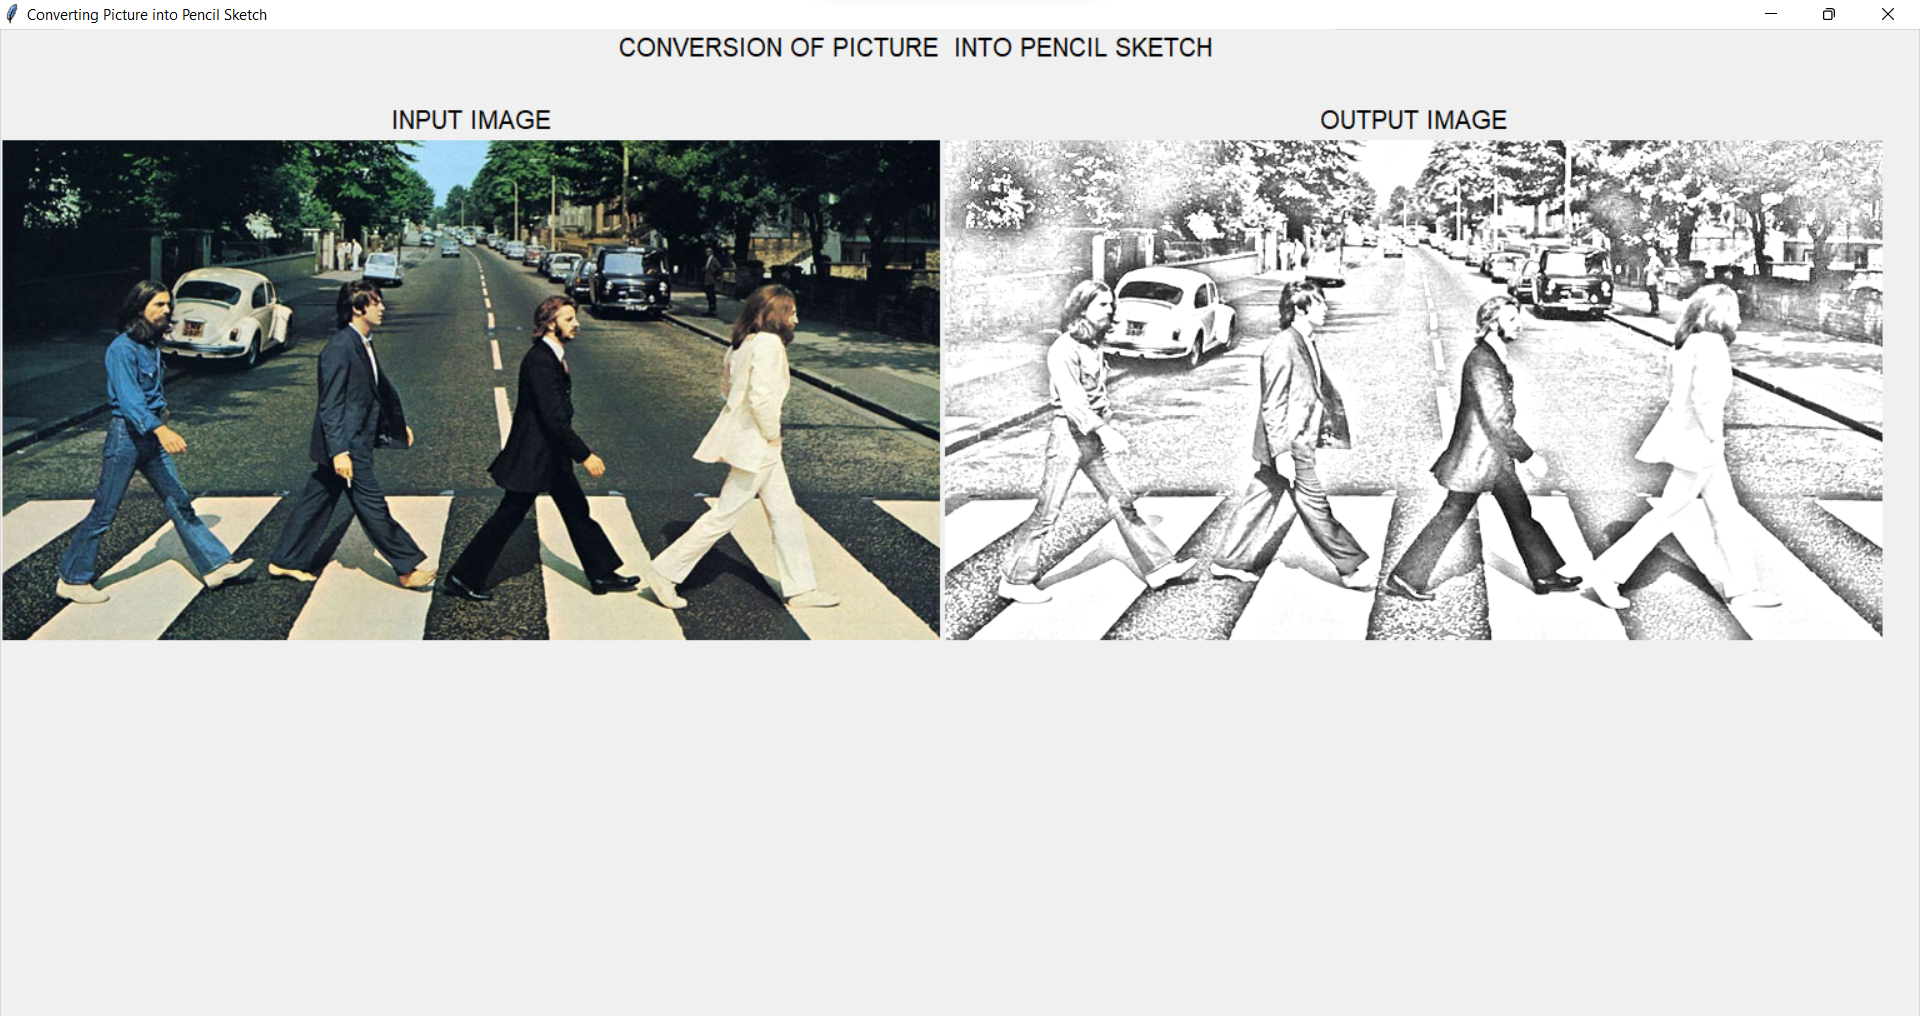 Converting Picture into Pencil Sketch
CONVERSION OF PICTURE  INTO PENCIL SKETCH
INPUT IMAGE
OUTPUT IMAGE